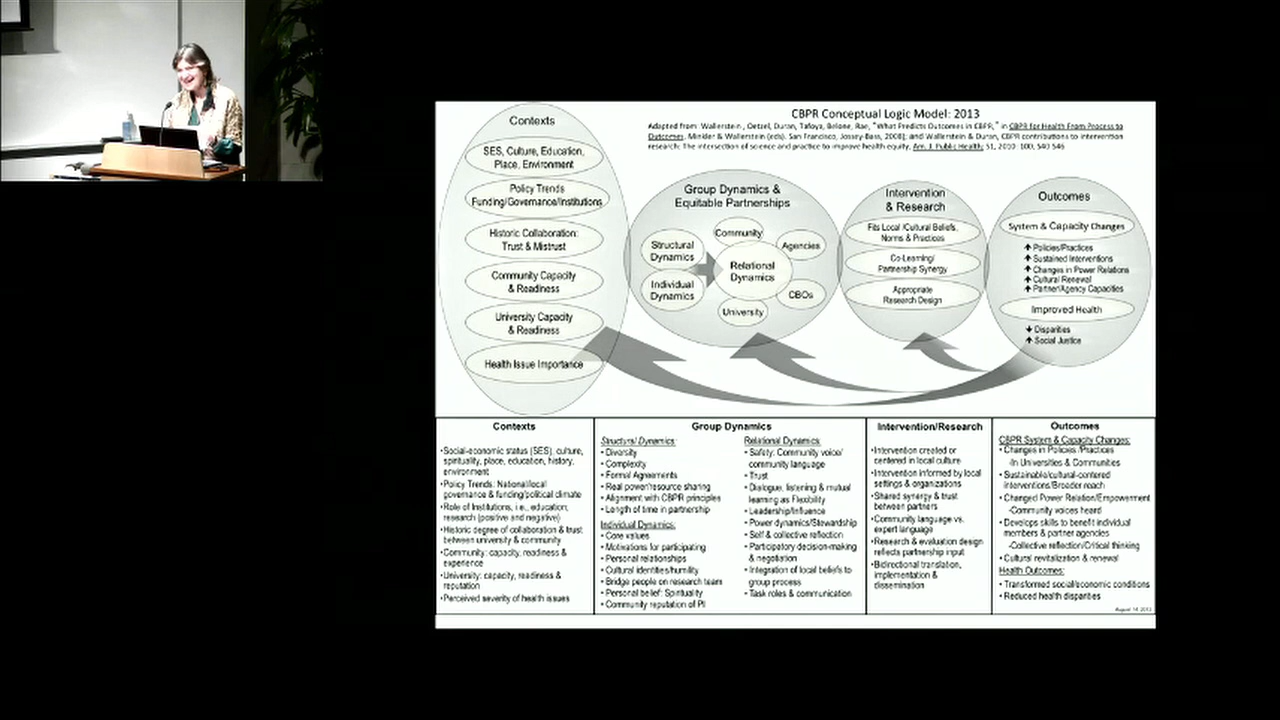 CBPR Conceptual Logic Model: 2013
Adapted from: Wallerstein, Oetzel, Duran, Tafoya, Belone, Rae, "What Predicts Outcomes in CBPR," in CBPR for Health From Process to
Outcomes, Minkler & Wallerstein (eds). San Francisco, Jossey-Bass, 2008); and Wallerstein & Duran, CBPR contributions to intervention
research: The intersection of science and practice to improve health equity, Am. J. Public Health; S1, 2010: 100, S40-S46
Contexts
SES, Culture, Education,
Place, Environment
Policy Trends
Funding/Governance/Institutions
Historic Collaboration:
Trust & Mistrust
Community Capacity
& Readiness
University Capacity
& Readiness
Health Issue Importance
Group Dynamics &
Equitable Partnerships
Structural
Dynamics
Individual
Dynamics
Community
Relational
Dynamics
Agencies
CBOs
University
Intervention
& Research
Fits Local /Cultural Beliefs,
Norms & Practices
Co-Learning/
Partnership Synergy
Appropriate
Research Design
Outcomes
System & Capacity Changes
Policies/Practices
Sustained Interventions
Changes in Power Relations
Cultural Renewal
Partner/Agency Capacities
Improved Health
Disparities
Social Justice
Contexts
•Social-economic status (SES), culture,
spirituality, place, education, history,
environment
•Policy Trends: National/local
governance & funding/political climate
•Role of Institutions, i.e., education,
research (positive and negative)
•Historic degree of collaboration & trust
between university & community
•Community: capacity, readiness &
experience
•University: capacity, readiness &
reputation
•Perceived severity of health issues
Group Dynamics
Structural Dynamics:
• Diversity
• Complexity
• Formal Agreements
• Real power/resource sharing
• Alignment with CBPR principles
• Length of time in partnership
Individual Dynamics:
• Core values
• Motivations for participating
• Personal relationships
• Cultural identities/humility
• Bridge people on research team
• Personal belief: Spirituality
• Community reputation of PI
Relational Dynamics:
• Safety: Community voice/
community language
• Trust
• Dialogue, listening & mutual
learning as Flexibility
• Leadership/Influence
• Power dynamics/Stewardship
• Self & collective reflection
• Participatory decision-making
& negotiation
• Integration of local beliefs to
group process
• Task roles & communication
Intervention/Research
•Intervention created or
centered in local culture
•Intervention informed by local
settings & organizations
•Shared synergy & trust
between partners
•Community language vs.
expert language
•Research & evaluation design
reflects partnership input
•Bidirectional translation,
implementation &
dissemination
Outcomes
CBPR System & Capacity Changes:
• Changes in Policies /Practices
-In Universities & Communities
• Sustainable/cultural-centered
interventions/Broader reach
• Changed Power Relation/Empowerment
-Community voices heard
• Develops skills to benefit individual
members & partner agencies
-Collective reflection/Critical thinking
• Cultural revitalization & renewal
Health Outcomes:
• Transformed social/economic conditions
• Reduced health disparities